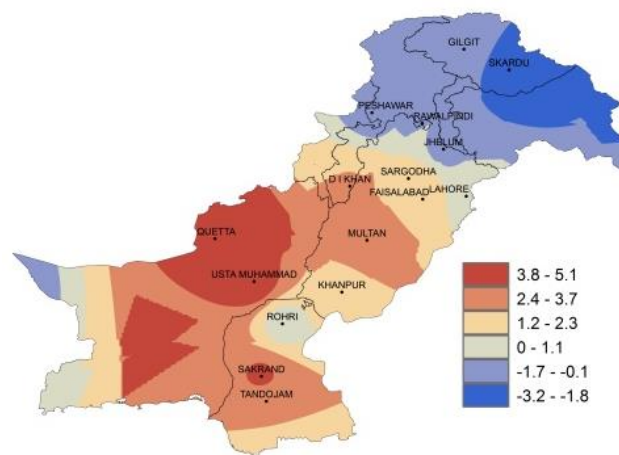 GILGIT
SKARDU
PESHAWAR
RAWALPINDI
JHBLUM
SARGODHA
D I KHAN
FAISALABAD
LAHORE
QUETTA
MULTAN
USTA MUHAMMAD
KHANPUR
ROHRI
SAKRAND
TANDOJAM
3.8 - 5.1
2.4 - 3.7
1.2 - 2.3
0 - 1.1
-1.7 - -0.1
-3.2 - -1.8